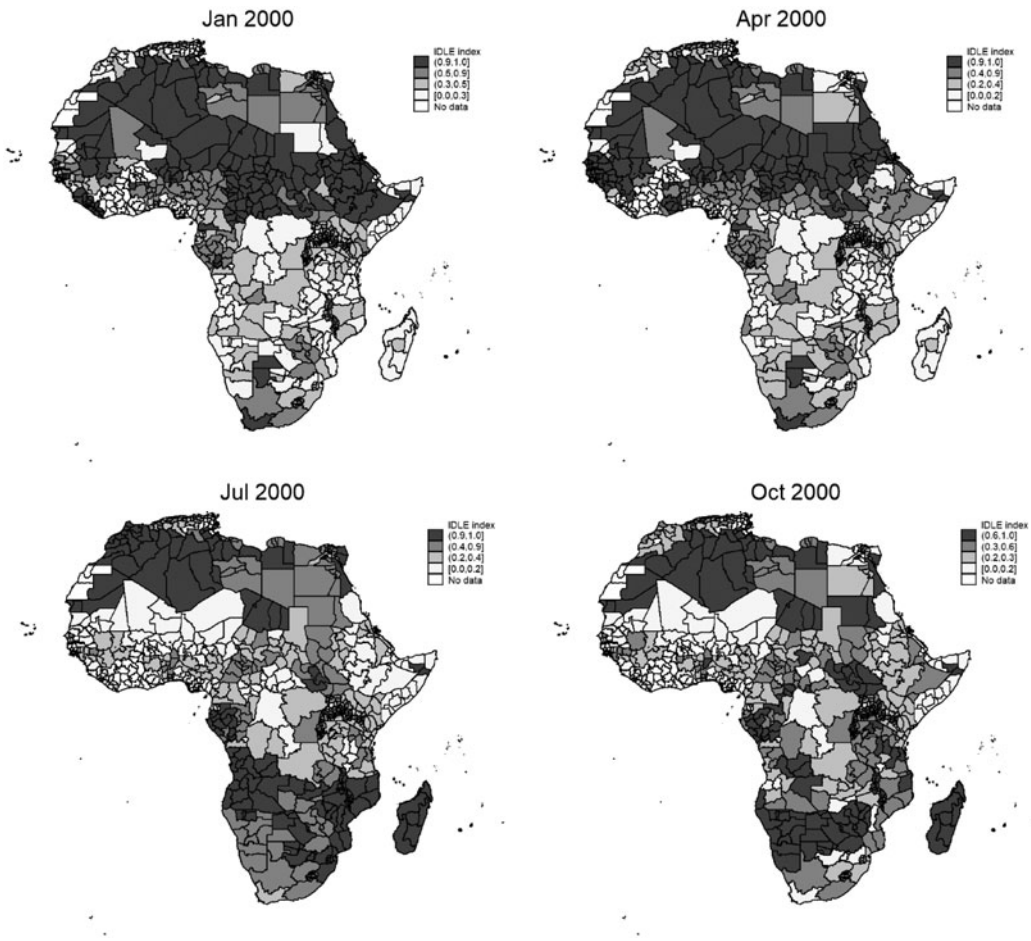 Jan 2000
IDLE index
(0.9,1.0]
(0.5,0.9]
(0.3,0.5]
[0.0,0.3]
No data
Apr 2000
IDLE index
(0.9,1.0]
(0.4,0.9]
(0.2,0.4]
[0.0,0.2]
No data
Jul 2000
IDLE index
(0.9,1.0]
(0.4,0.9]
(0.2,0.4]
[0.0,0.2]
No data
Oct 2000
IDLE index
(0.6,1.0]
(0.3,0.6]
(0.2,0.3]
[0.0,0.2]
No data